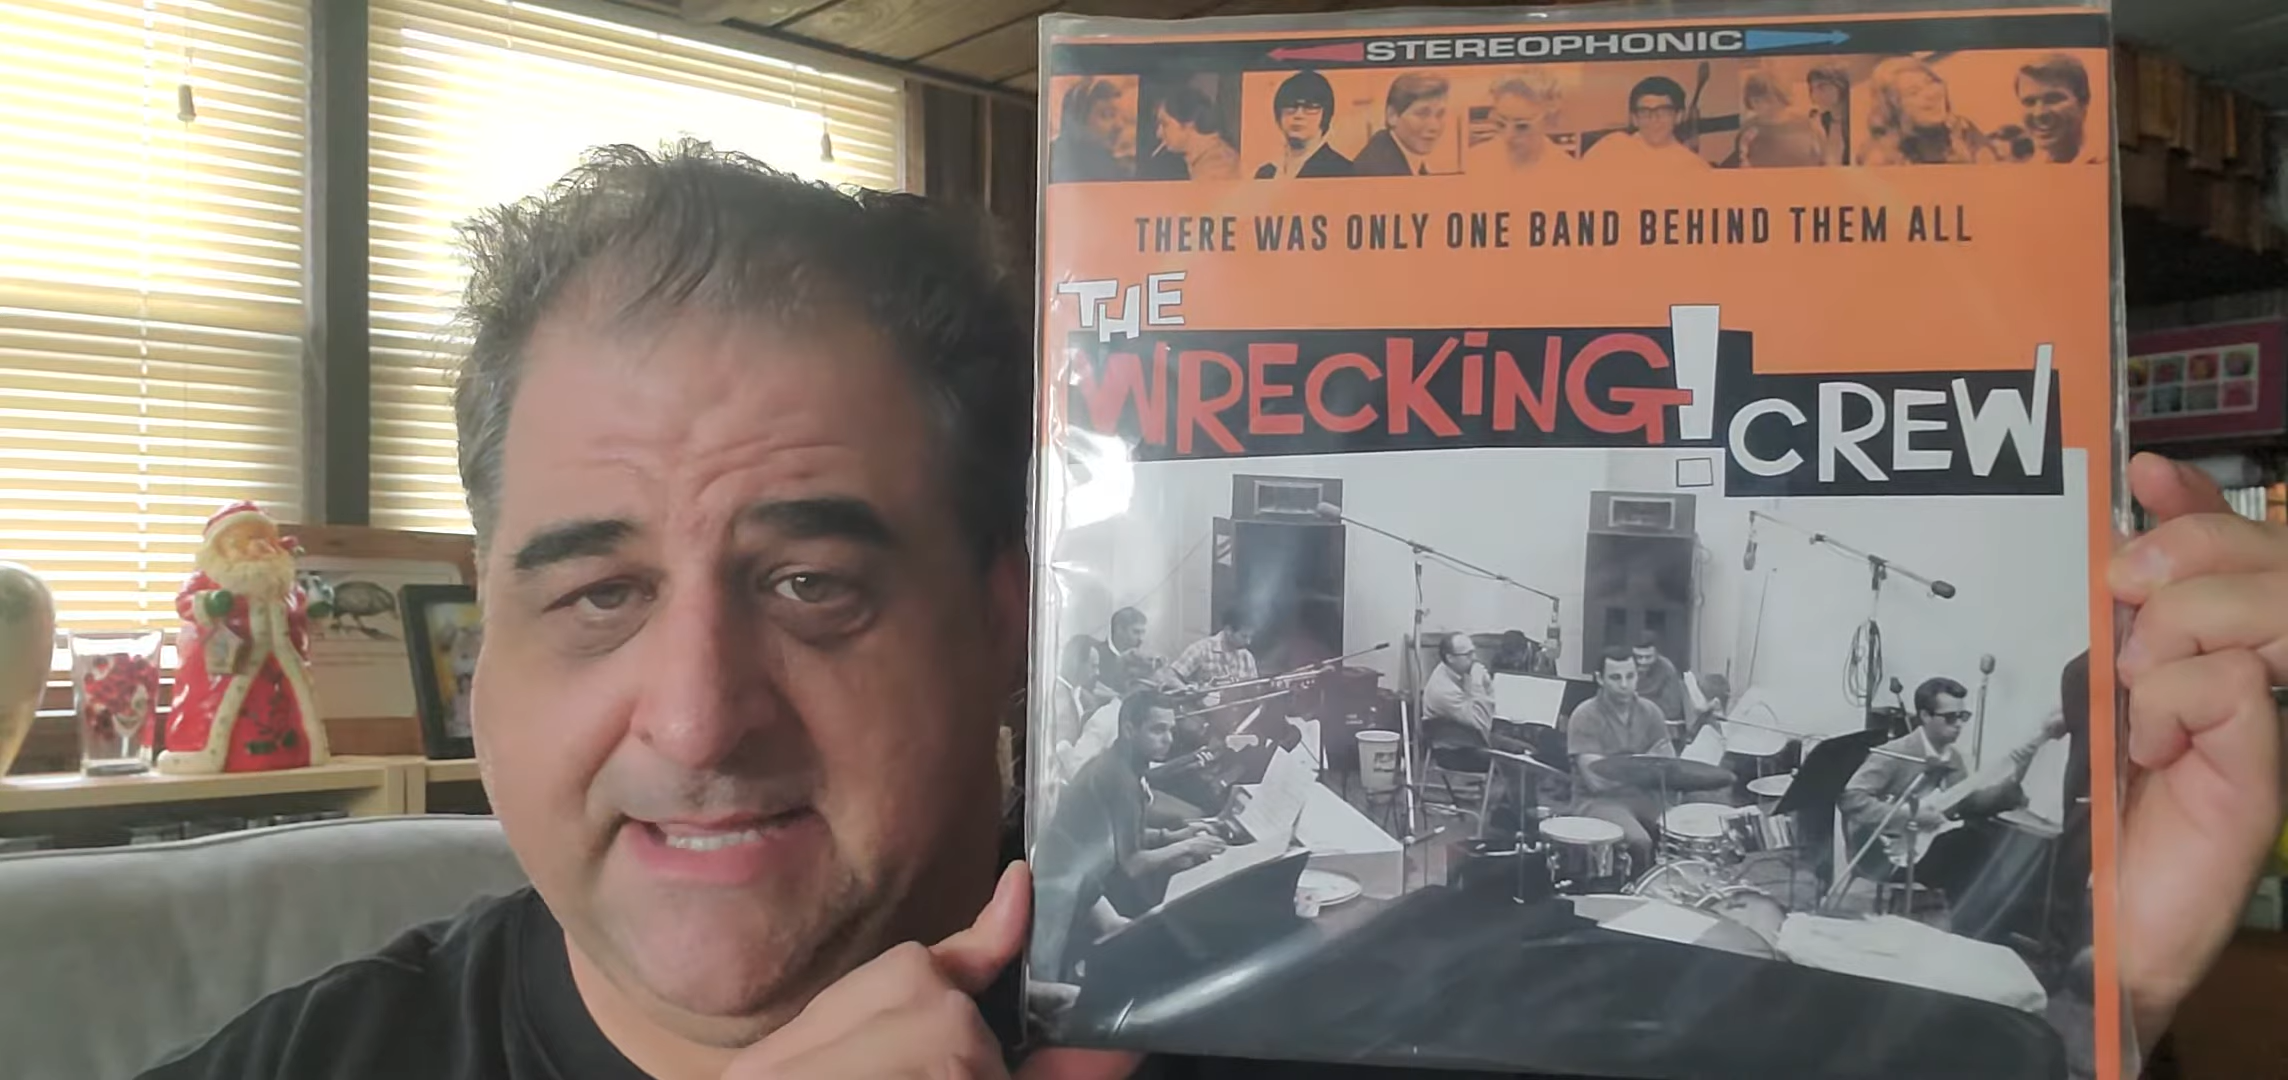 STEREOPHONIC
THERE WAS ONLY ONE BAND BEHIND THEM ALL
THE
WRECKiNG!
CREW